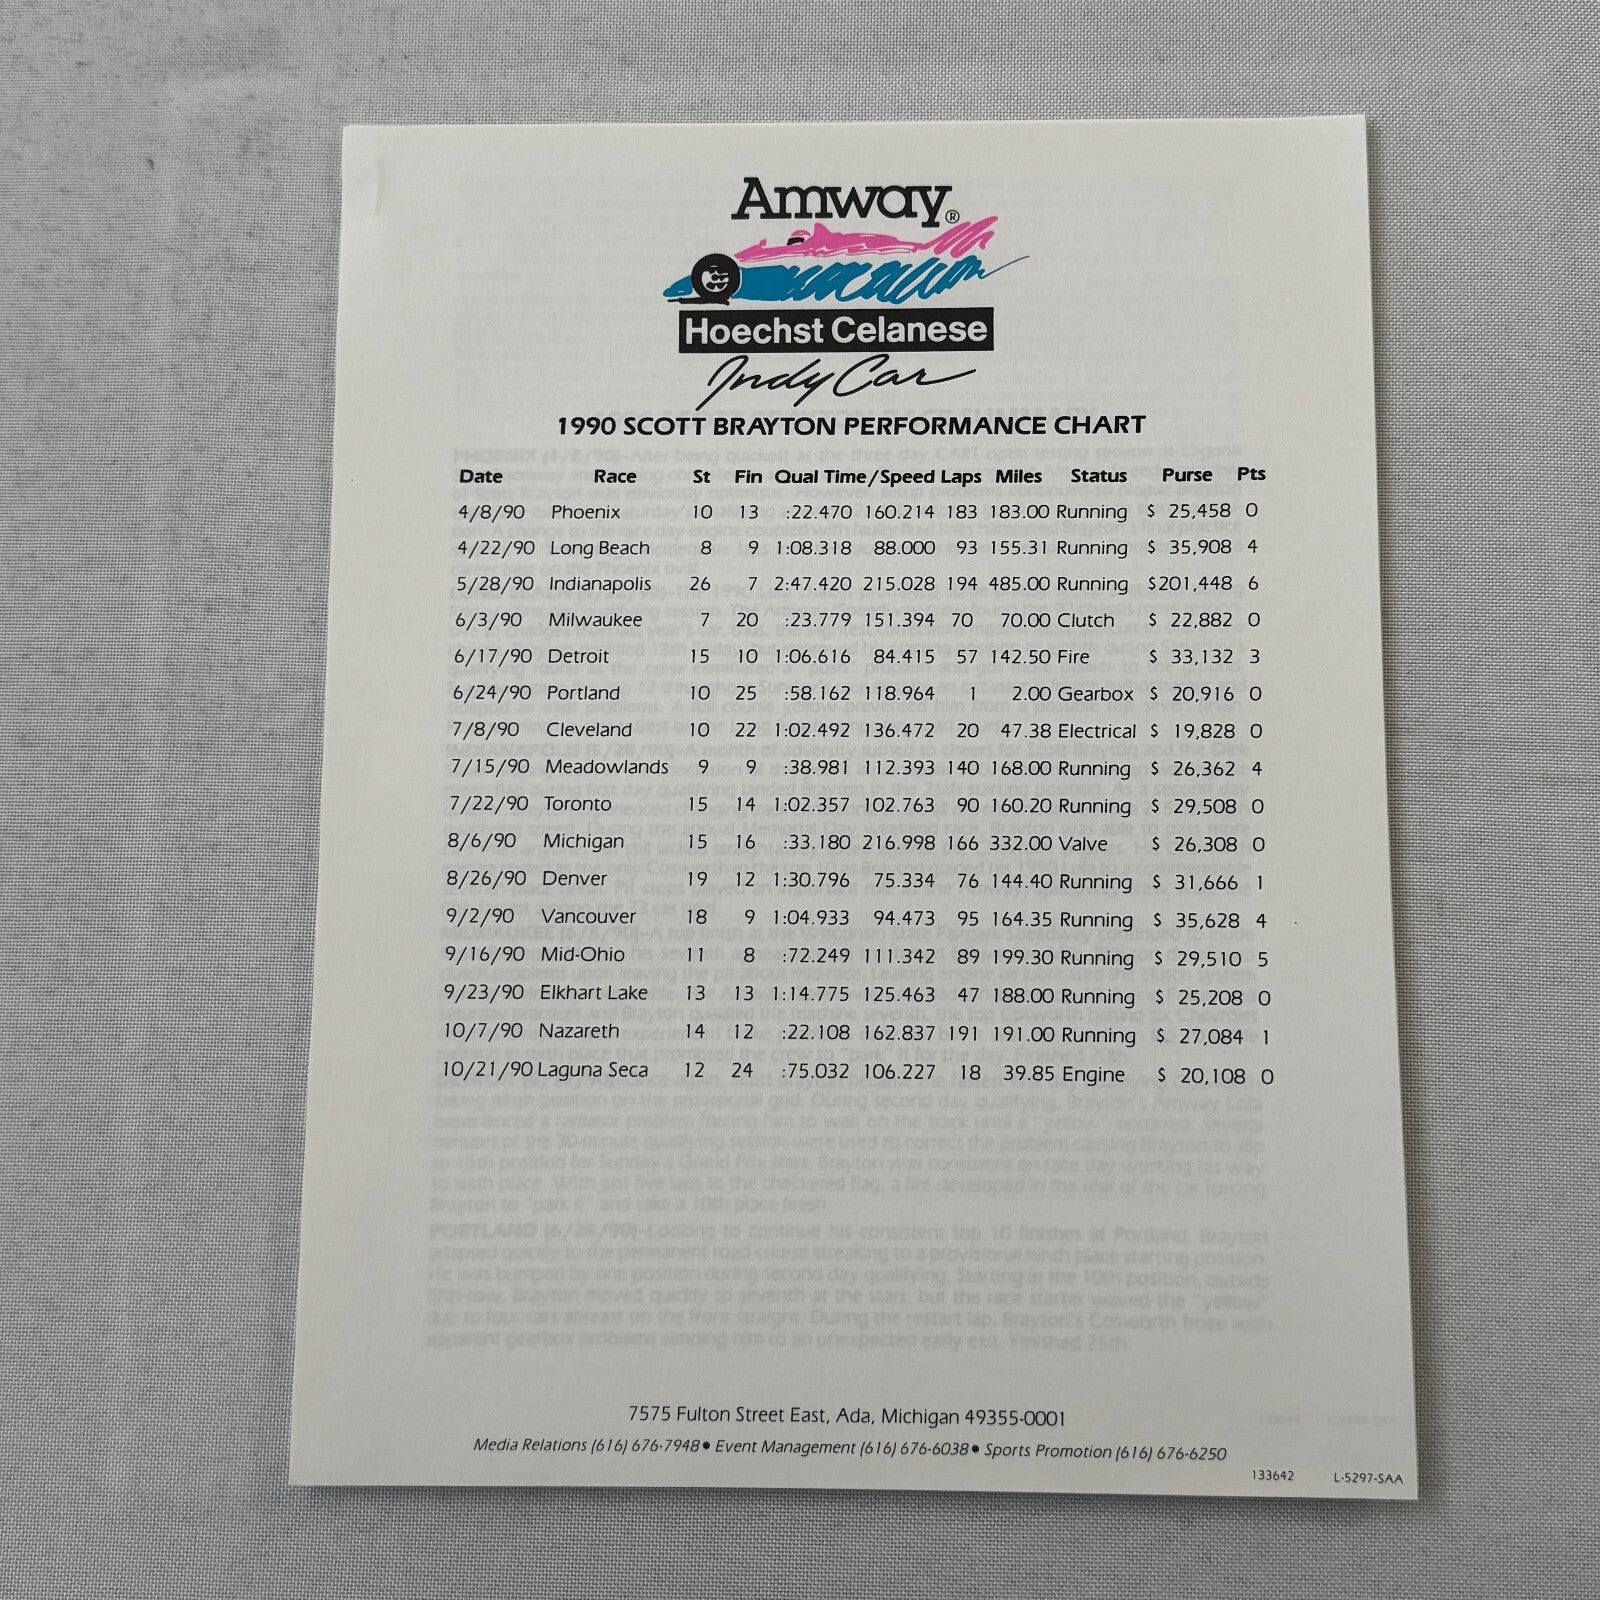 Amway®
Hoechst Celanese
Indy Car
1990 SCOTT BRAYTON PERFORMANCE CHART
Date Race St Fin Qual Time/Speed Laps Miles Status Purse Pts
4/8/90 Phoenix 10 13 :22.470 160.214 183 183.00 Running $ 25,458 0
4/22/90 Long Beach 8 9 1:08.318 88.000 93 155.31 Running $ 35,908 4
5/28/90 Indianapolis 26 7 2:47.420 215.028 194 485.00 Running $201,448 6
6/3/90 Milwaukee 7 20 :23.779 151.394 70 70.00 Clutch $ 22,882 0
6/17/90 Detroit 15 10 1:06.616 84.415 57 142.50 Fire $ 33,132 3
6/24/90 Portland 10 25 :58.162 118.964 1 2.00 Gearbox $ 20,916 0
7/8/90 Cleveland 10 22 1:02.492 136.472 20 47.38 Electrical $ 19,828 0
7/15/90 Meadowlands 9 9 :38.981 112.393 140 168.00 Running $ 26,362 4
7/22/90 Toronto 15 14 1:02.357 102.763 90 160.20 Running $ 29,508 0
8/6/90 Michigan 15 16 :33.180 216.998 166 332.00 Valve $ 26,308 0
8/26/90 Denver 19 12 1:30.796 75.334 76 144.40 Running $ 31,666 1
9/2/90 Vancouver 18 9 1:04.933 94.473 95 164.35 Running $ 35,628 4
9/16/90 Mid-Ohio 11 8 :72.249 111.342 89 199.30 Running $ 29,510 5
9/23/90 Elkhart Lake 13 13 1:14.775 125.463 47 188.00 Running $ 25,208 0
10/7/90 Nazareth 14 12 :22.108 162.837 191 191.00 Running $ 27,084 1
10/21/90 Laguna Seca 12 24 :75.032 106.227 18 39.85 Engine $ 20,108 0
7575 Fulton Street East, Ada, Michigan 49355-0001
Media Relations (616) 676-7948 • Event Management (616) 676-6038 • Sports Promotion (616) 676-6250
133642 L-5297-SAA